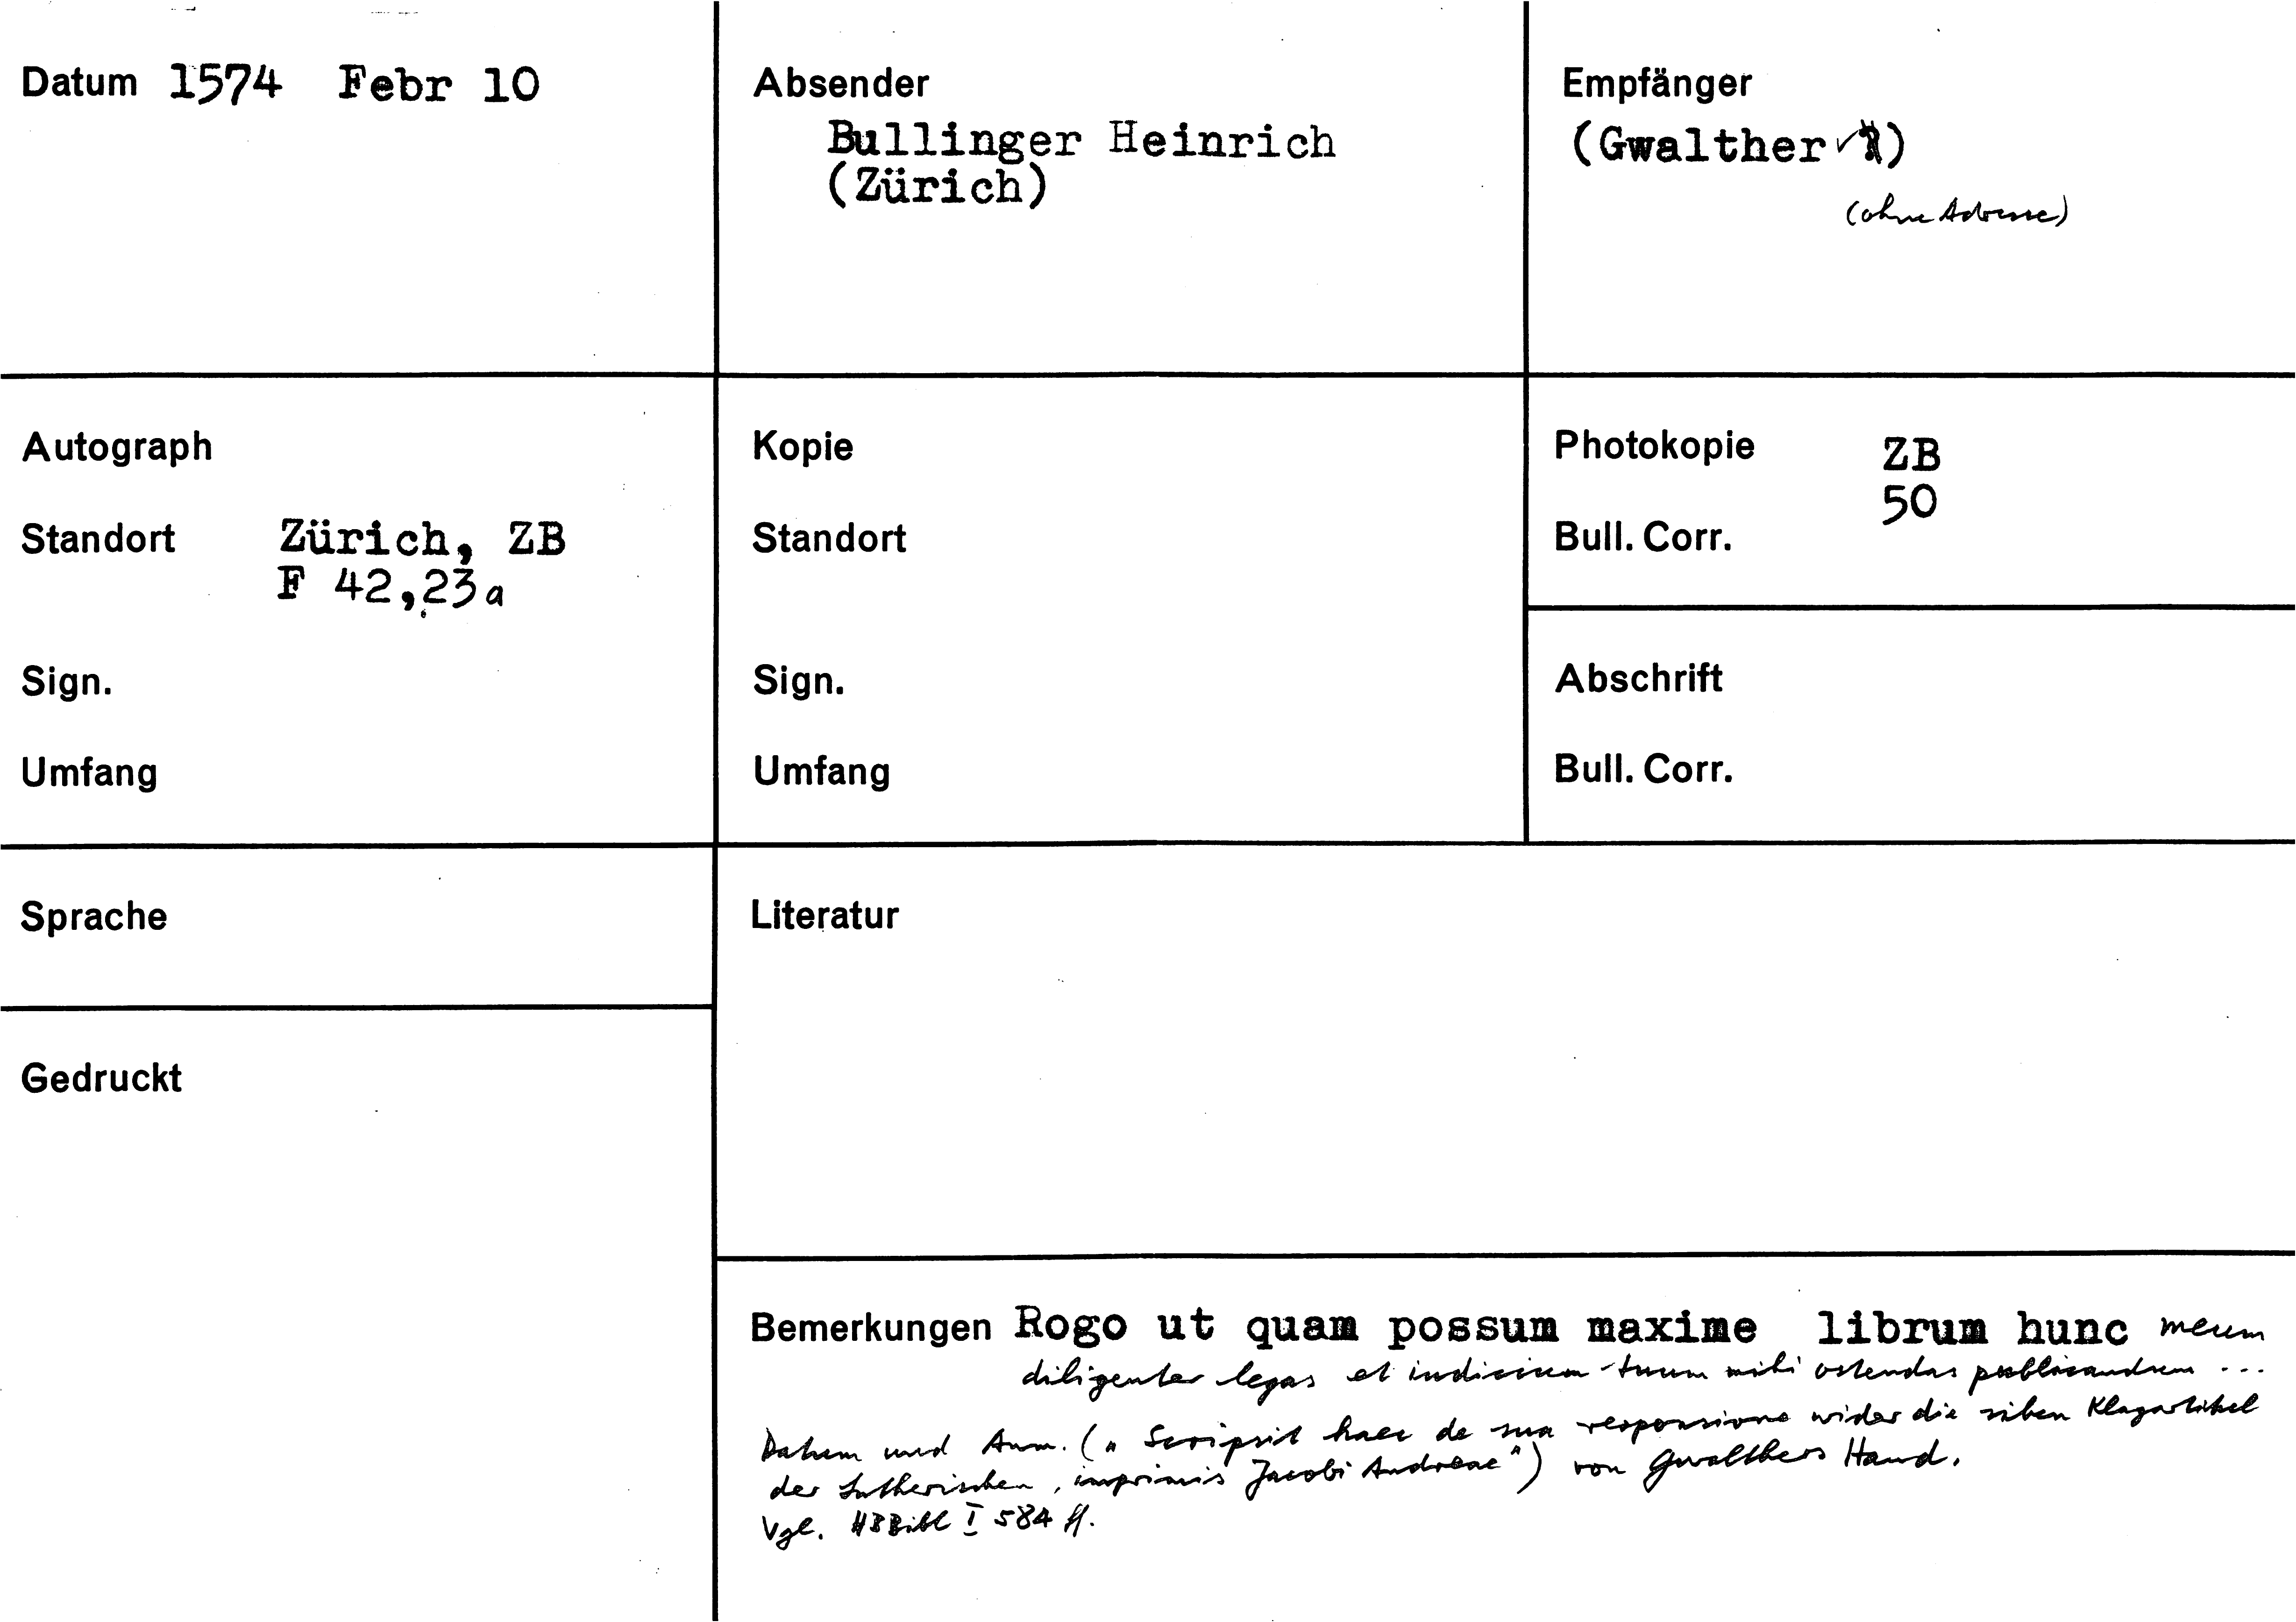 Datum 1574 Febr 10
Absender
Bullinger Heinrich
(Zürich)
Empfänger
(Gwalther)
(ohne Adresse)
Autograph
Standort Zürich, ZB
F 42,23a
Sign.
Umfang
Kopie
Standort
Sign.
Umfang
Photokopie ZB
50
Bull. Corr.
Abschrift
Bull. Corr.
Sprache
Gedruckt
Literatur
Bemerkungen Rogo ut quam possum maxime librum hunc meum
diligenter legas et iudicium tuum mihi ostendas publicandum ...
Datum und Anm. („Scripsit haec de sua responsione wider die siben Klagartikel
der Lutherischen, imprimis Jacobi Andreae") von Gwalthers Hand.
Vgl. HBBibl I 584 ff.